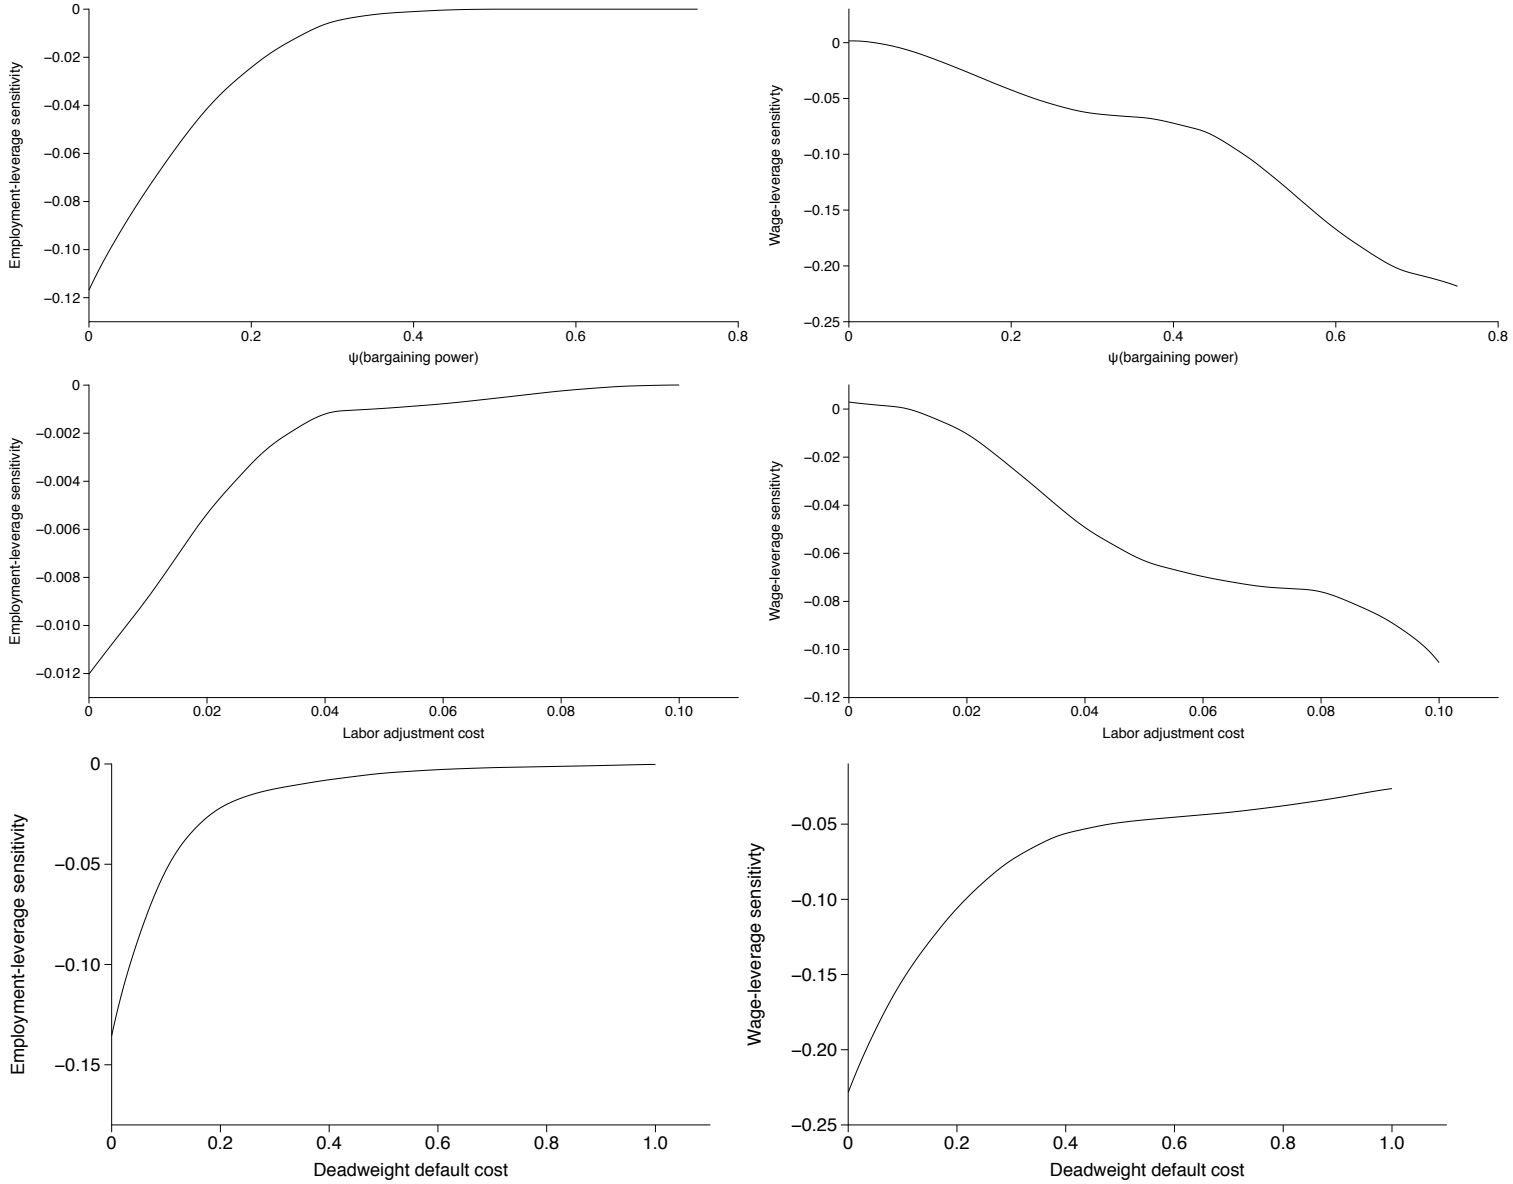 Employment-leverage sensitivity
0
−0.02
−0.04
−0.06
−0.08
−0.10
−0.12
0 0.2 0.4 0.6 0.8
ψ(bargaining power)
Wage-leverage sensitivty
0
−0.05
−0.10
−0.15
−0.20
−0.25
0 0.2 0.4 0.6 0.8
ψ(bargaining power)
Employment-leverage sensitivity
0
−0.002
−0.004
−0.006
−0.008
−0.010
−0.012
0 0.02 0.04 0.06 0.08 0.10
Labor adjustment cost
Wage-leverage sensitivty
0
−0.02
−0.04
−0.06
−0.08
−0.10
−0.12
0 0.02 0.04 0.06 0.08 0.10
Labor adjustment cost
Employment-leverage sensitivity
0
−0.05
−0.10
−0.15
0 0.2 0.4 0.6 0.8 1.0
Deadweight default cost
Wage-leverage sensitivty
−0.05
−0.10
−0.15
−0.20
−0.25
0 0.2 0.4 0.6 0.8 1.0
Deadweight default cost